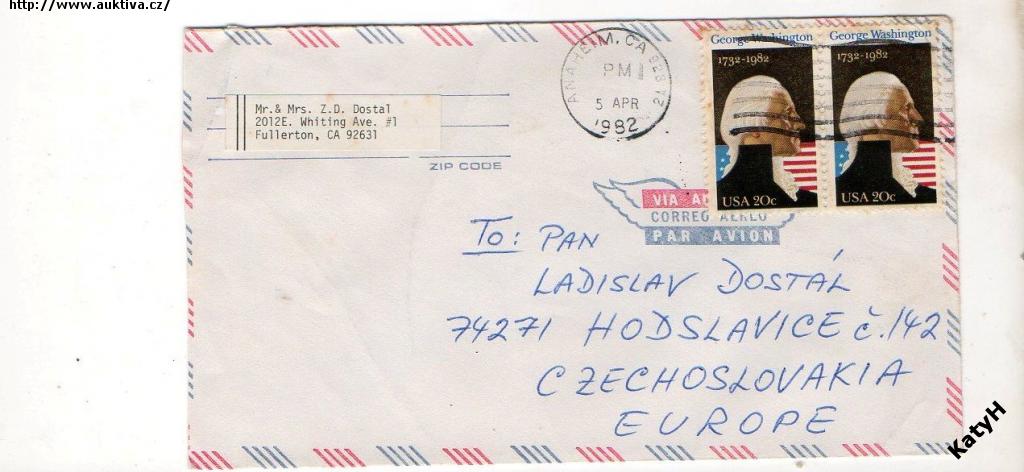 http://www.auktiva.cz/
Mr.& Mrs. Z.D. Dostal
2012E. Whiting Ave. #1
Fullerton, CA 92631
ZIP CODE
ANAHEIM, CA 928
PM
5 APR
1982
George Washington
1732-1982
USA 20c
George Washington
1732-1982
USA 20c
VIA
CORREO AEREO
PAR AVION
To: PAN
LADISLAV DOSTÁL
74271 HODSLAVICE č.142
CZECHOSLOVAKIA
EUROPE
KatyH